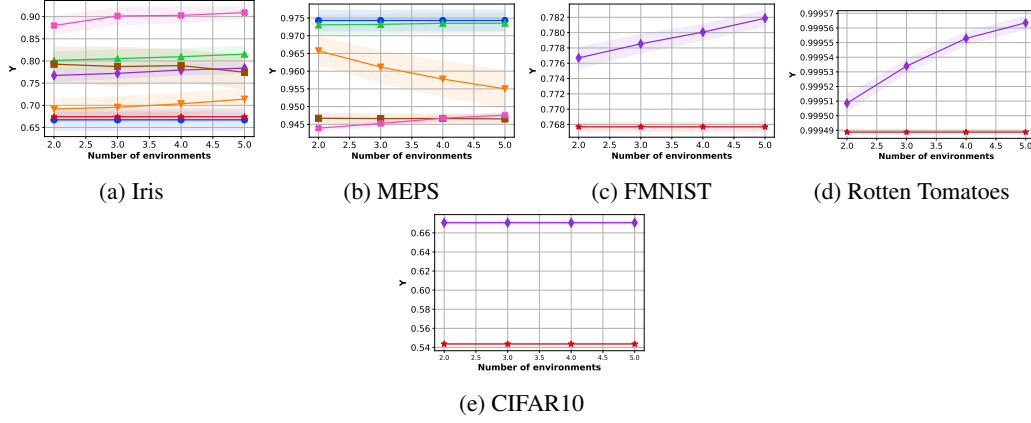 0.90
0.85
0.80
Y
0.75
0.70
0.65
2.0 2.5 3.0 3.5 4.0 4.5 5.0
Number of environments
(a) Iris
0.975
0.970
0.965
Y
0.960
0.955
0.950
0.945
2.0 2.5 3.0 3.5 4.0 4.5 5.0
Number of environments
(b) MEPS
0.782
0.780
0.778
0.776
Y
0.774
0.772
0.770
0.768
2.0 2.5 3.0 3.5 4.0 4.5 5.0
Number of environments
(c) FMNIST
0.99957
0.99956
0.99954
Y
0.99953
0.99951
0.99949
2.0 2.5 3.0 3.5 4.0 4.5 5.0
Number of environments
(d) Rotten Tomatoes
0.66
0.64
0.62
Y
0.60
0.58
0.56
0.54
2.0 2.5 3.0 3.5 4.0 4.5 5.0
Number of environments
(e) CIFAR10